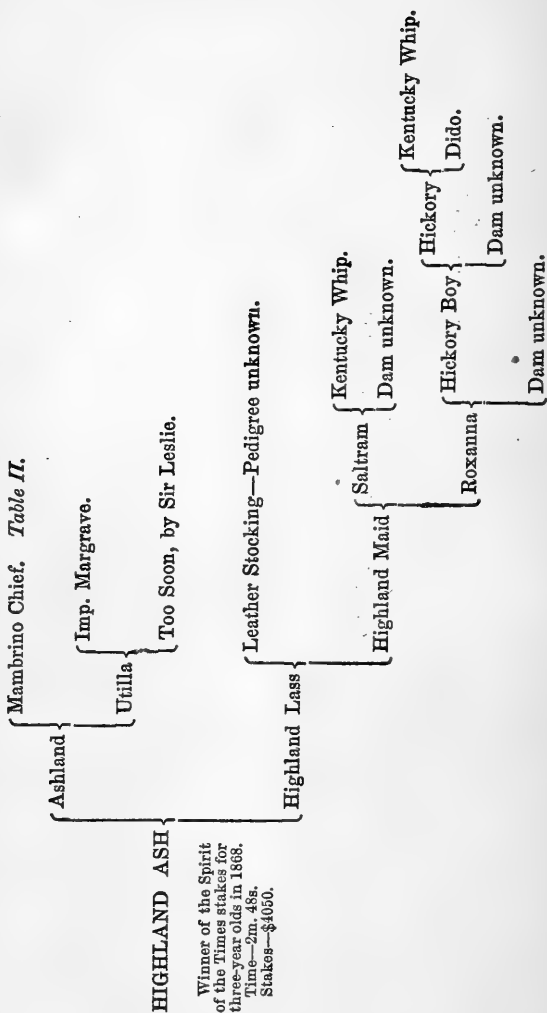 Mambrino Chief. Table II.
Ashland
Imp. Margrave.
Utilla
Too Soon, by Sir Leslie.
HIGHLAND ASH
Winner of the Spirit
of the Times stakes for
three-year olds in 1868.
Time—2m. 48s.
Stakes—$4050.
Leather Stocking—Pedigree unknown.
Highland Lass
Kentucky Whip.
Saltram
Dam unknown.
Highland Maid
Kentucky Whip.
Hickory
Dido.
Hickory Boy
Dam unknown.
Roxanna
Dam unknown.